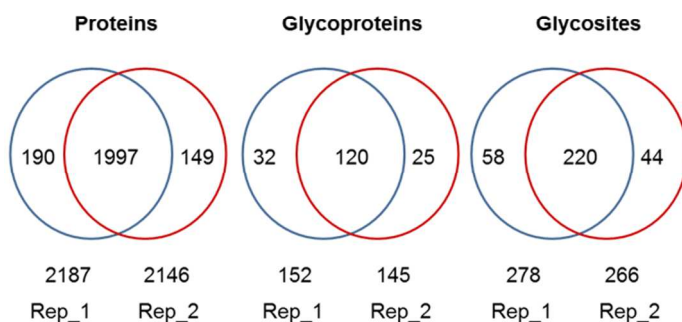 Proteins Glycoproteins Glycosites
190 1997 149 32 120 25 58 220 44
2187 2146 152 145 278 266
Rep_1 Rep_2 Rep_1 Rep_2 Rep_1 Rep_2